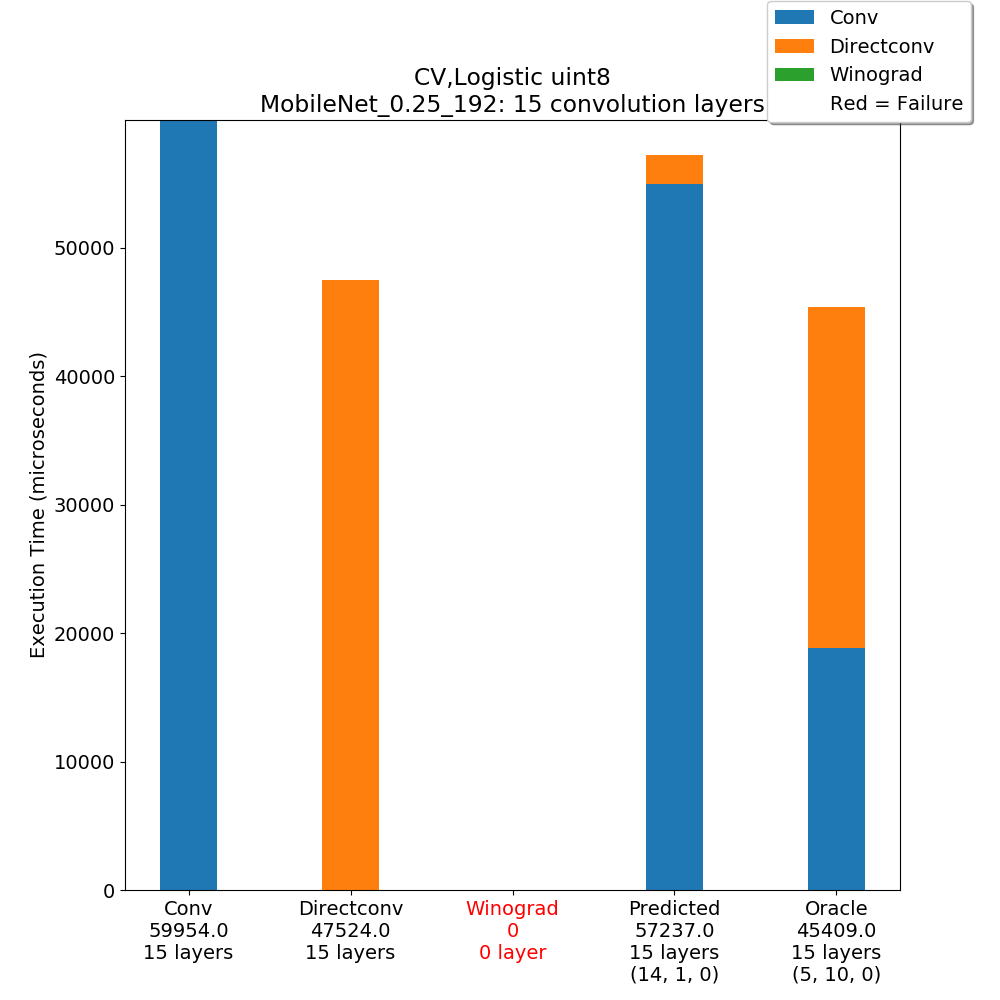 Conv
Directconv
Winograd
Red = Failure
CV,Logistic uint8
MobileNet_0.25_192: 15 convolution layers
Execution Time (microseconds)
50000
40000
30000
20000
10000
0
Conv
59954.0
15 layers
Directconv
47524.0
15 layers
Winograd
0
0 layer
Predicted
57237.0
15 layers
(14, 1, 0)
Oracle
45409.0
15 layers
(5, 10, 0)